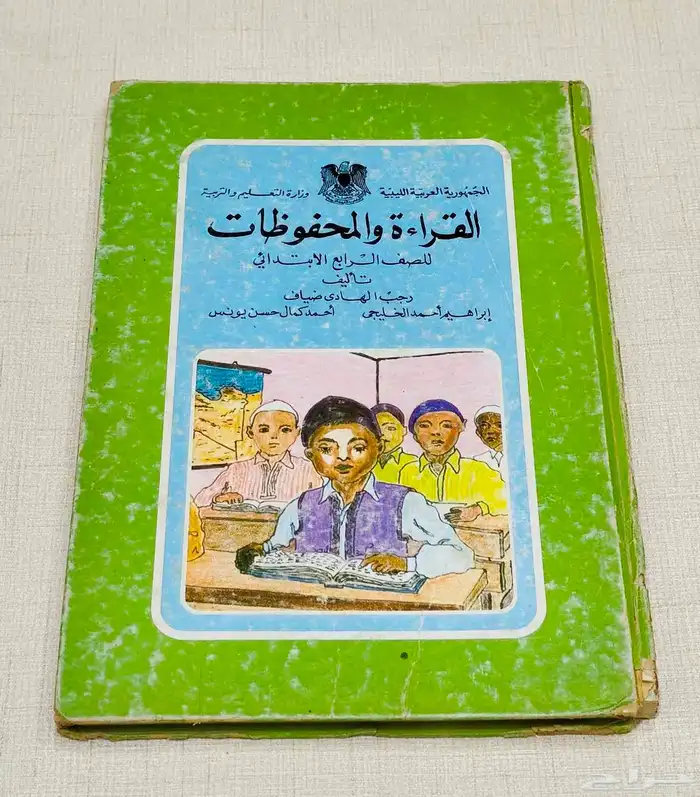 الجمهورية العربية الليبية وزارة التعليم والتربية
القراءة والمحفوظات
للصف الرابع الابتدائي
تأليف
رجب الهادي ضياف
إبراهيم أحمد الخليجي أحمد كمال حسن يونس
حراج